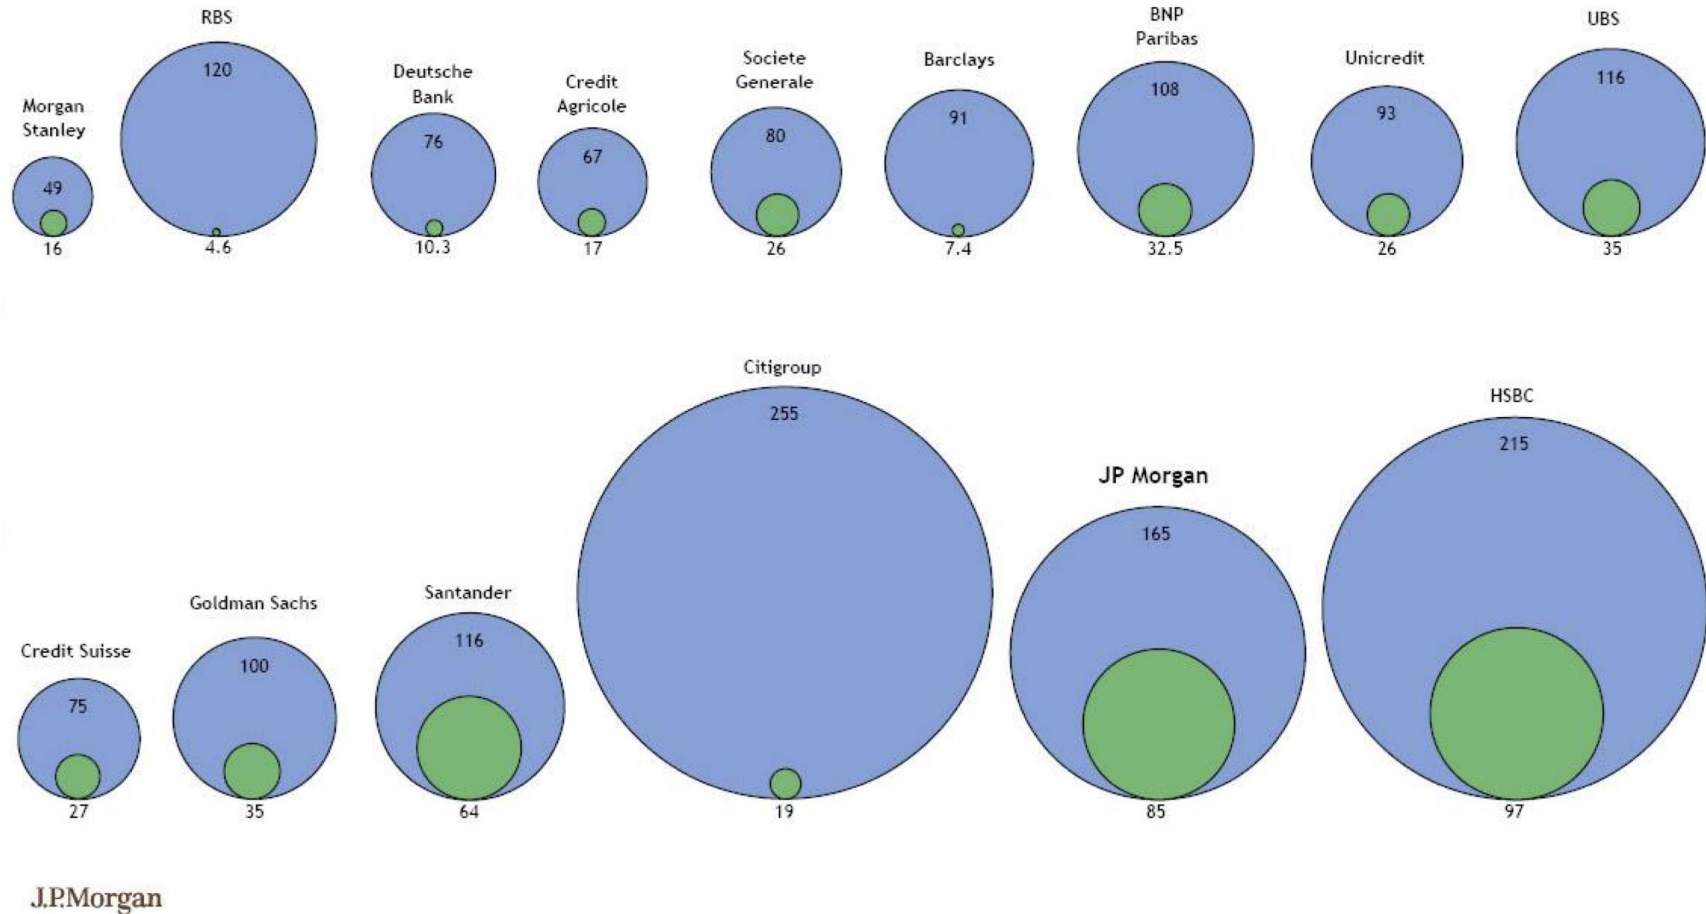 RBS
120
4.6
Morgan
Stanley
49
16
Deutsche
Bank
76
10.3
Credit
Agricole
67
17
Societe
Generale
80
26
Barclays
91
7.4
BNP
Paribas
108
32.5
Unicredit
93
26
UBS
116
35
Credit Suisse
75
27
Goldman Sachs
100
35
Santander
116
64
Citigroup
255
19
JP Morgan
165
85
HSBC
215
97
J.P.Morgan